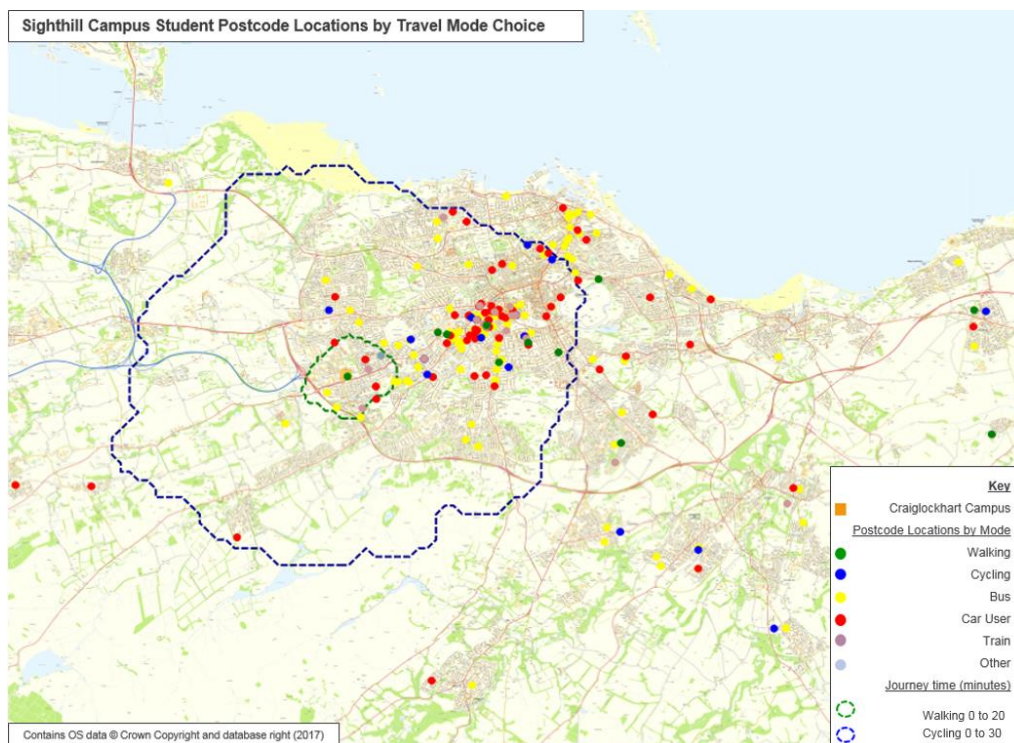 Sighthill Campus Student Postcode Locations by Travel Mode Choice
Key
Craiglockhart Campus
Postcode Locations by Mode
Walking
Cycling
Bus
Car User
Train
Other
Journey time (minutes)
Walking 0 to 20
Cycling 0 to 30
Contains OS data © Crown Copyright and database right (2017)